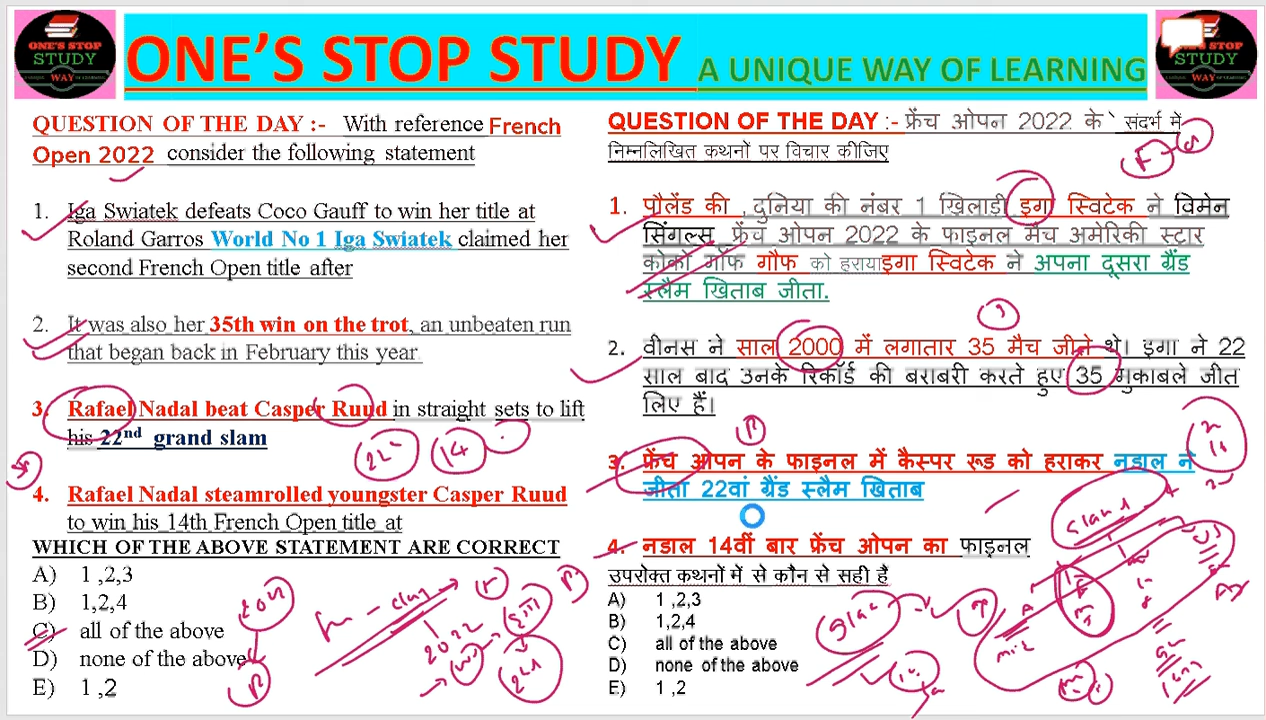 ONE'S STOP STUDY WAY
ONE'S STOP STUDY A UNIQUE WAY OF LEARNING
STOP STUDY WAY
QUESTION OF THE DAY :- With reference French
Open 2022 consider the following statement
1. Iga Swiatek defeats Coco Gauff to win her title at
Roland Garros World No 1 Iga Swiatek claimed her
second French Open title after
2. It was also her 35th win on the trot, an unbeaten run
that began back in February this year
3. Rafael Nadal beat Casper Ruud in straight sets to lift
his 22nd grand slam
4. Rafael Nadal steamrolled youngster Casper Ruud
to win his 14th French Open title at
WHICH OF THE ABOVE STATEMENT ARE CORRECT
A) 1 ,2,3
B) 1,2,4
C) all of the above
D) none of the above
E) 1 ,2
QUESTION OF THE DAY :- फ्रेंच ओपन 2022 के` संदर्भ में
निम्नलिखित कथनों पर विचार कीजिए
1. पौलेंड की , दुनिया की नंबर 1 खिलाड़ी इगा स्विटेक ने विमेन
सिंगल्स फ्रेंच ओपन 2022 के फाइनल मैच अमेरिकी स्टार
कोको गौफ गौफ को हरायाइगा स्विटेक ने अपना दूसरा ग्रैंड
स्लैम खिताब जीता.
2. वीनस ने साल 2000 में लगातार 35 मैच जीते थे। इगा ने 22
साल बाद उनके रिकॉर्ड की बराबरी करते हुए 35 मुकाबले जीत
लिए हैं।
3. फ्रेंच ओपन के फाइनल में कैस्पर रूड को हराकर नडाल ने
जीता 22वां ग्रैंड स्लैम खिताब
4. नडाल 14वीं बार फ्रेंच ओपन का फाइनल
उपरोक्त कथनों में से कौन से सही हैं
A) 1 ,2,3
B) 1,2,4
C) all of the above
D) none of the above
E) 1 ,2
14
clay
2022